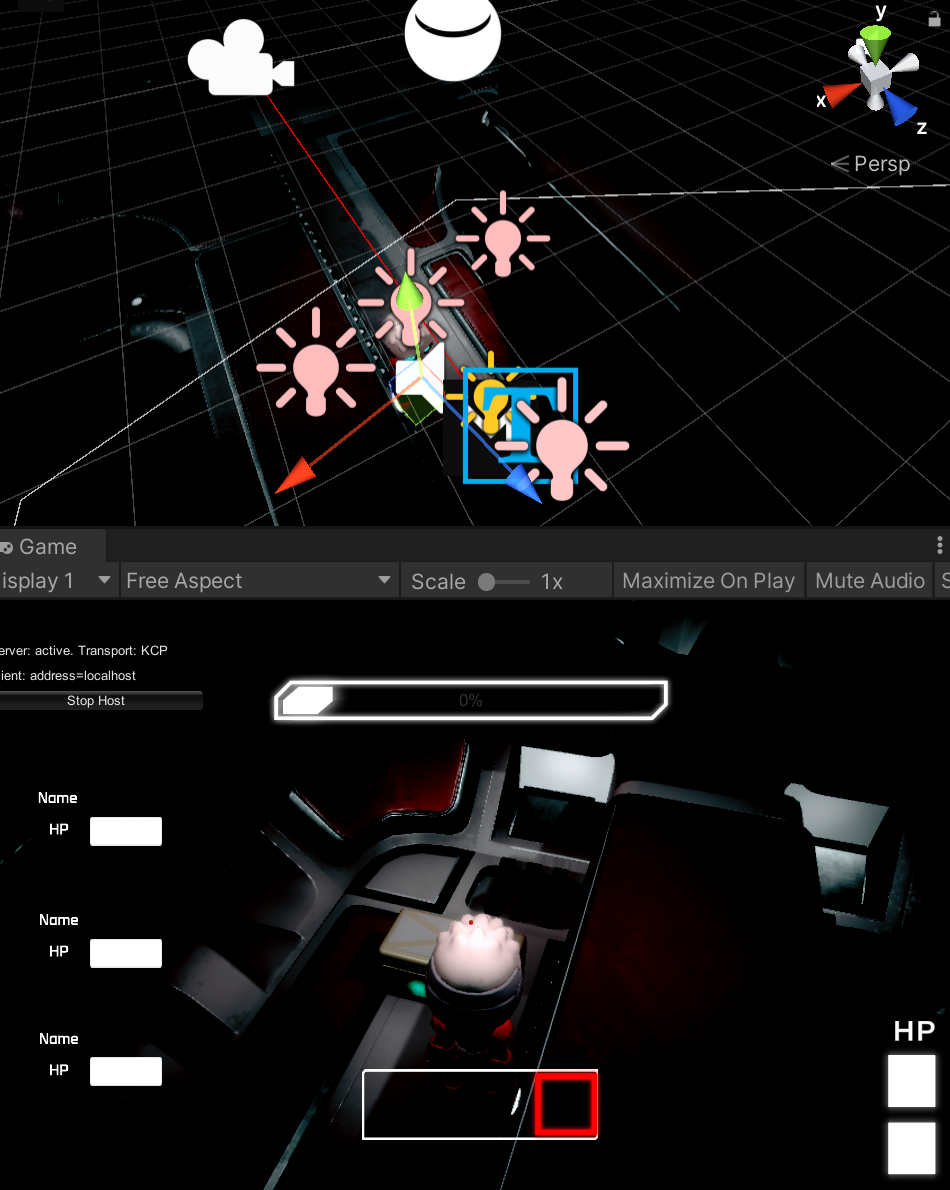 y
x
z
Persp
Game
isplay 1
Free Aspect
Scale
1x
Maximize On Play
Mute Audio
S
erver: active. Transport: KCP
ient: address=localhost
Stop Host
0%
Name
HP
Name
HP
Name
HP
HP
T